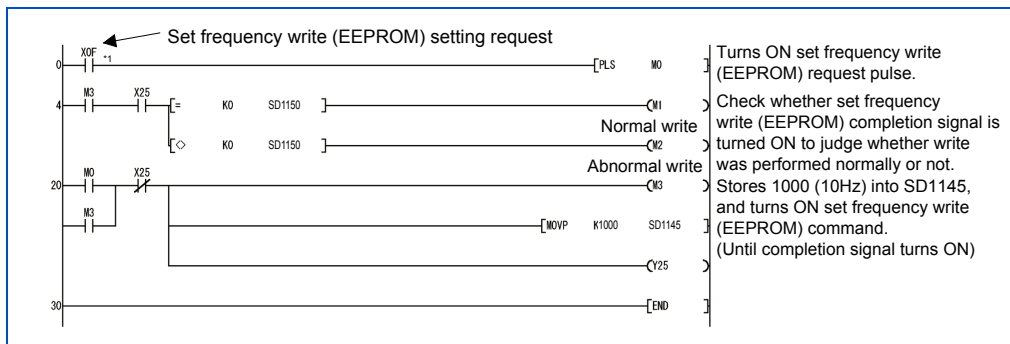 Set frequency write (EEPROM) setting request
X0F *1
0 PLS M0
Turns ON set frequency write
(EEPROM) request pulse.
M3 X25
4 = K0 SD1150 M1
Normal write
<> K0 SD1150 M2
Abnormal write
Check whether set frequency
write (EEPROM) completion signal is
turned ON to judge whether write
was performed normally or not.
M0 X25
20 M3
M3
MOVP K1000 SD1145
Y25
Stores 1000 (10Hz) into SD1145,
and turns ON set frequency write
(EEPROM) command.
(Until completion signal turns ON)
30 END